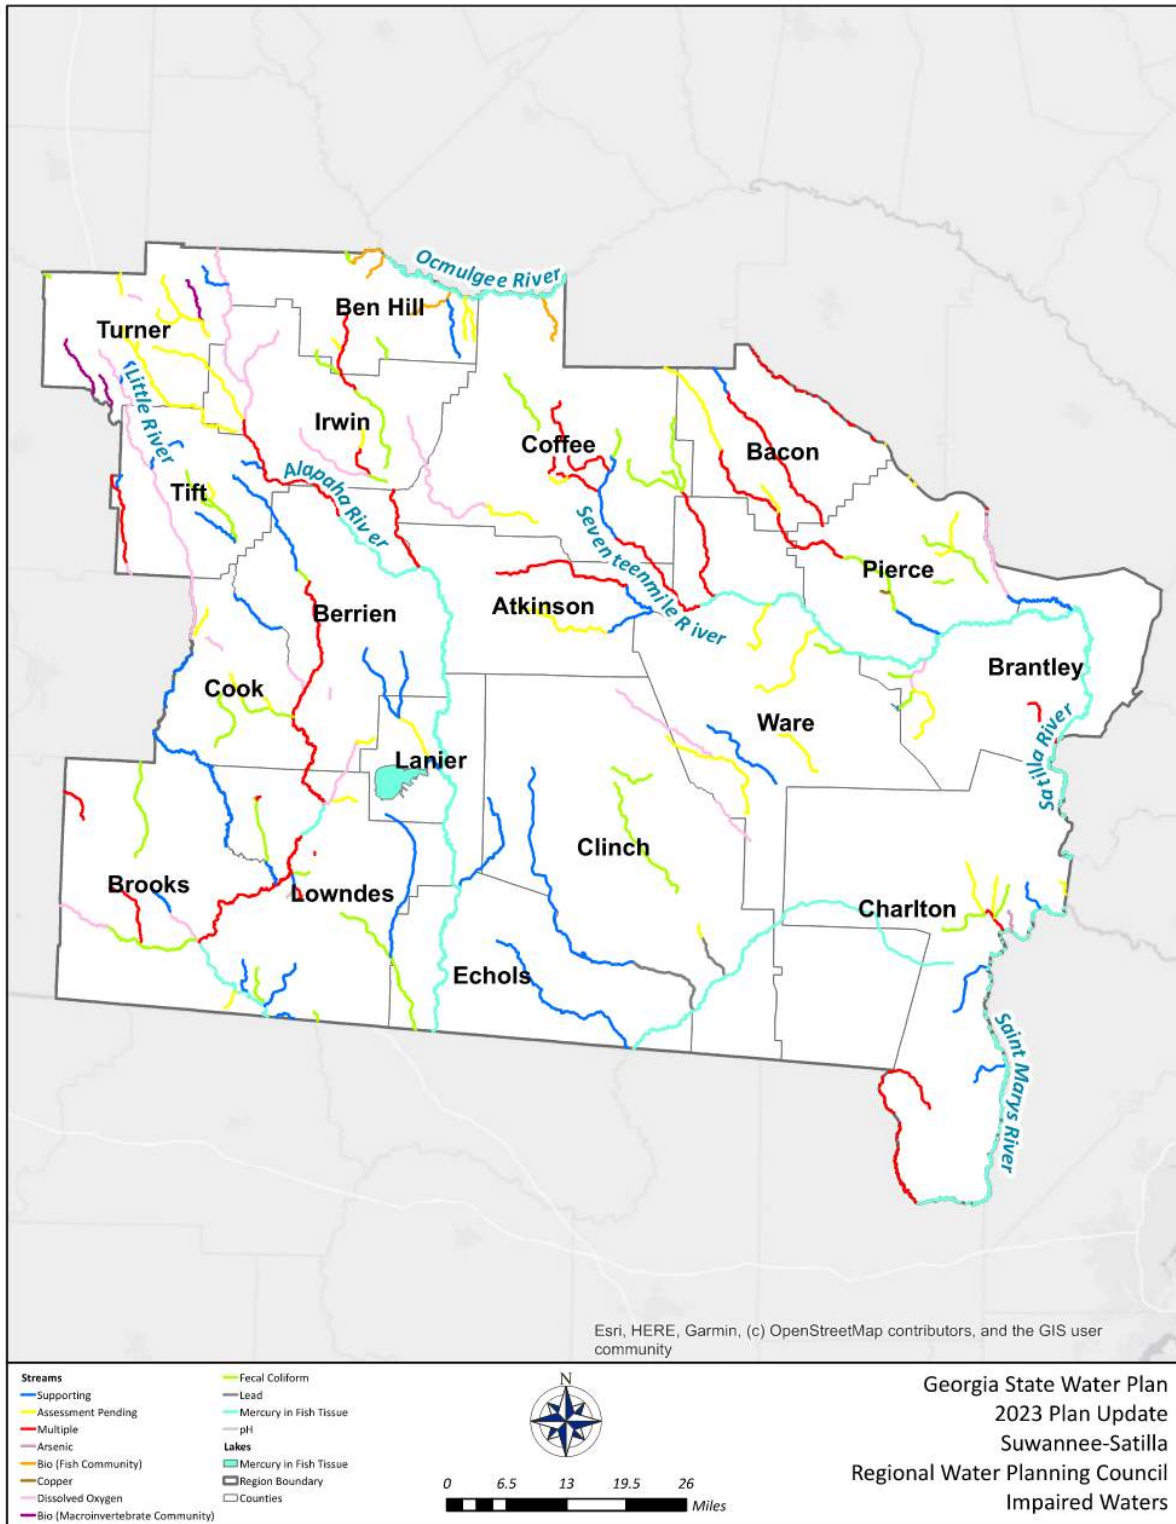 Ocmulgee River
Ben Hill
Turner
Little River
Irwin
Coffee
Bacon
Alapaha River
Tift
Seventeenmile River
Pierce
Atkinson
Berrien
Brantley
Cook
Ware
Lanier
Satilla River
Clinch
Brooks
Lowndes
Charlton
Echols
Saint Marys River
Esri, HERE, Garmin, (c) OpenStreetMap contributors, and the GIS user
community
Streams
Supporting
Assessment Pending
Multiple
Arsenic
Bio (Fish Community)
Copper
Dissolved Oxygen
Bio (Macroinvertebrate Community)
Fecal Coliform
Lead
Mercury in Fish Tissue
pH
Lakes
Mercury in Fish Tissue
Region Boundary
Counties
N
0 6.5 13 19.5 26
Miles
Georgia State Water Plan
2023 Plan Update
Suwannee-Satilla
Regional Water Planning Council
Impaired Waters